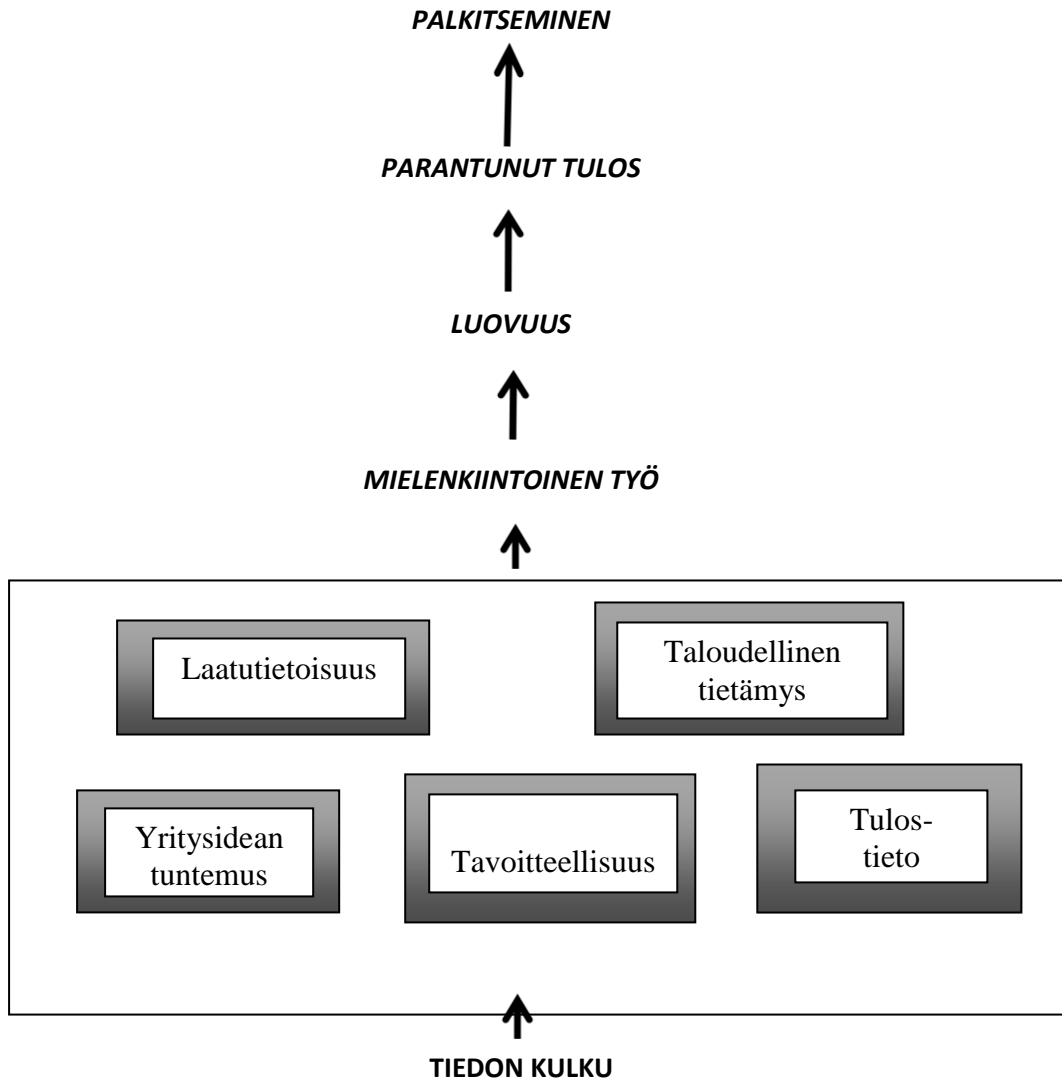 PALKITSEMINEN
PARANTUNUT TULOS
LUOVUUS
MIELENKIINTOINEN TYÖ
Laatutietoisuus
Taloudellinen
tietämys
Yritysidean
tuntemus
Tavoitteellisuus
Tulos-
tieto
TIEDON KULKU